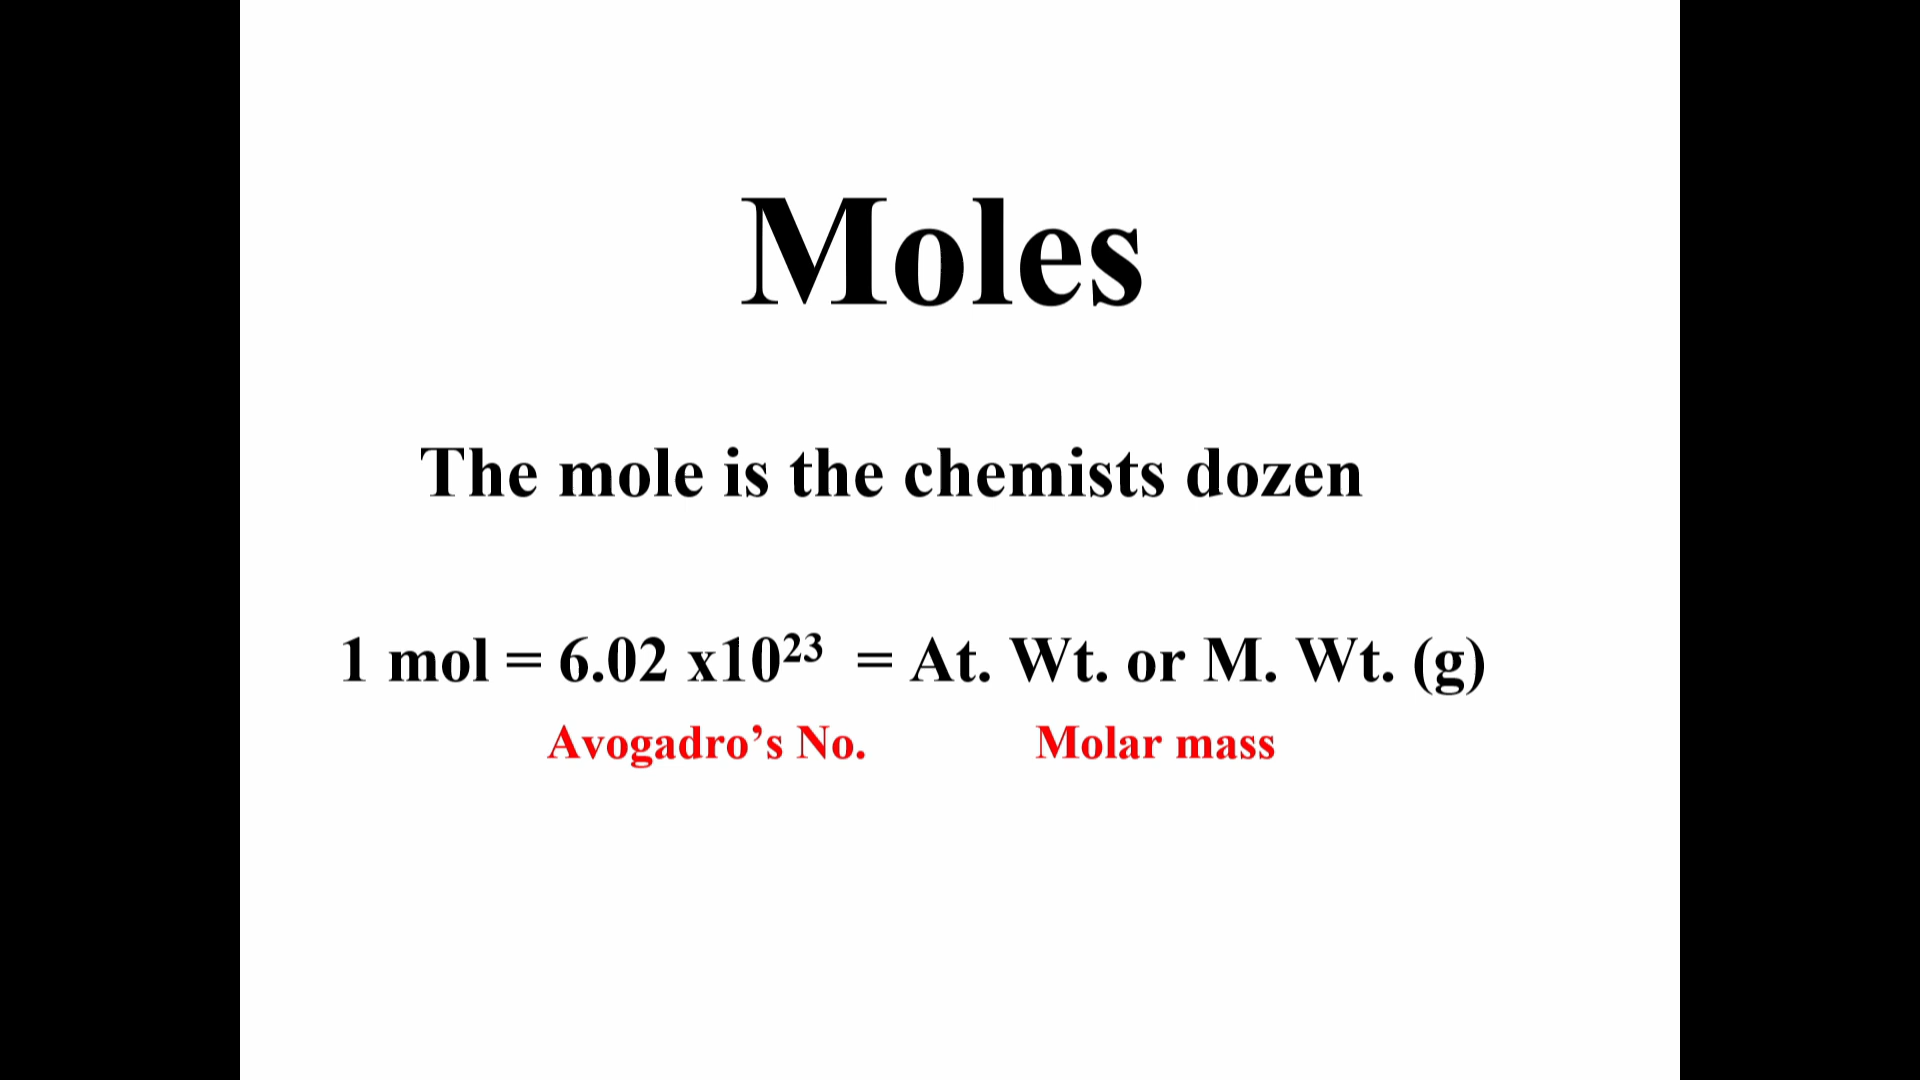 Moles
The mole is the chemists dozen
1 mol = 6.02 x10²³ = At. Wt. or M. Wt. (g)
Avogadro’s No. Molar mass